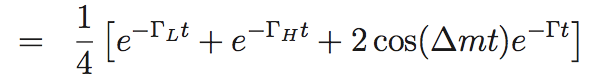 = 1/4 [e^{-Γ_L t} + e^{-Γ_H t} + 2 cos(Δmt)e^{-Γt}]